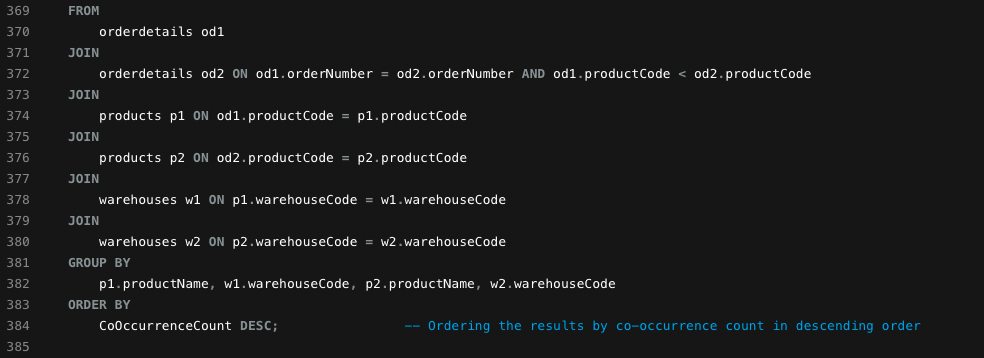 369 FROM
370 orderdetails od1
371 JOIN
372 orderdetails od2 ON od1.orderNumber = od2.orderNumber AND od1.productCode < od2.productCode
373 JOIN
374 products p1 ON od1.productCode = p1.productCode
375 JOIN
376 products p2 ON od2.productCode = p2.productCode
377 JOIN
378 warehouses w1 ON p1.warehouseCode = w1.warehouseCode
379 JOIN
380 warehouses w2 ON p2.warehouseCode = w2.warehouseCode
381 GROUP BY
382 p1.productName, w1.warehouseCode, p2.productName, w2.warehouseCode
383 ORDER BY
384 CoOccurrenceCount DESC; -- Ordering the results by co-occurrence count in descending order
385